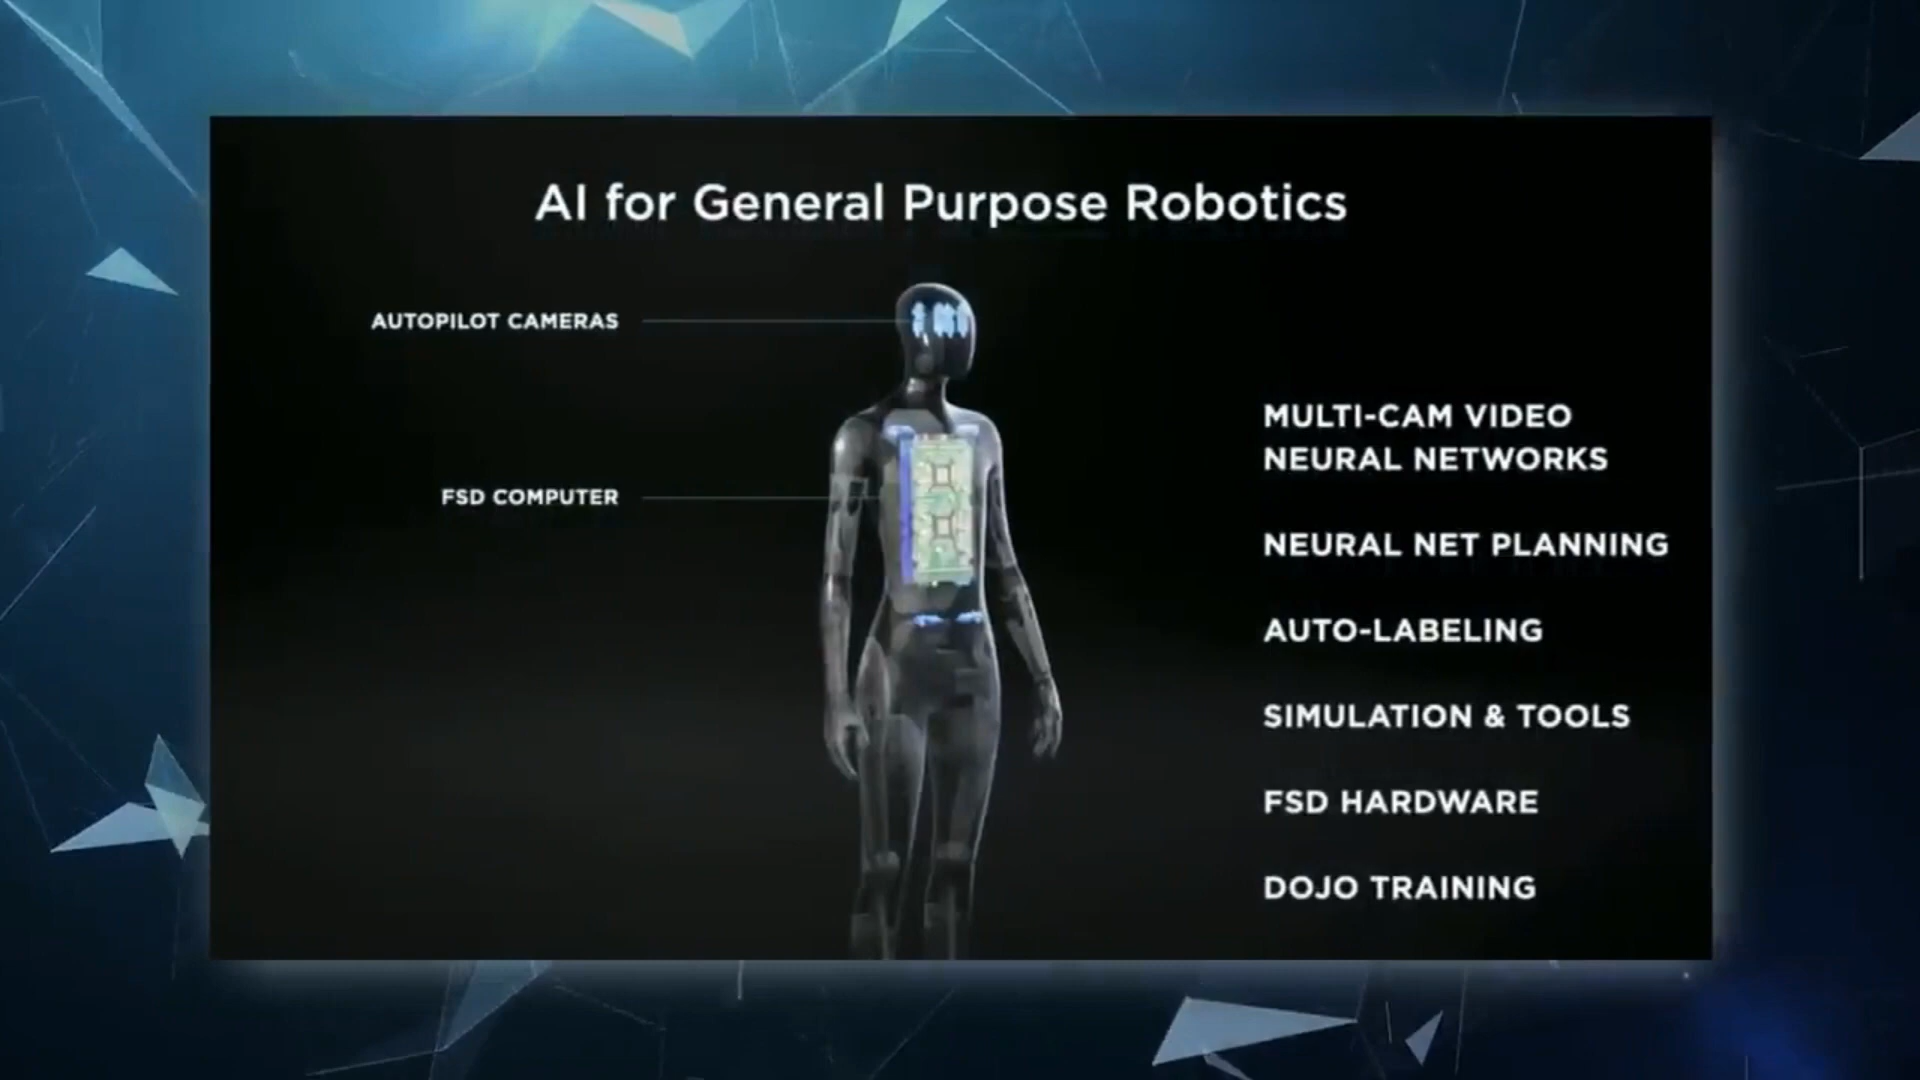 AI for General Purpose Robotics
AUTOPILOT CAMERAS
FSD COMPUTER
MULTI-CAM VIDEO
NEURAL NETWORKS
NEURAL NET PLANNING
AUTO-LABELING
SIMULATION & TOOLS
FSD HARDWARE
DOJO TRAINING